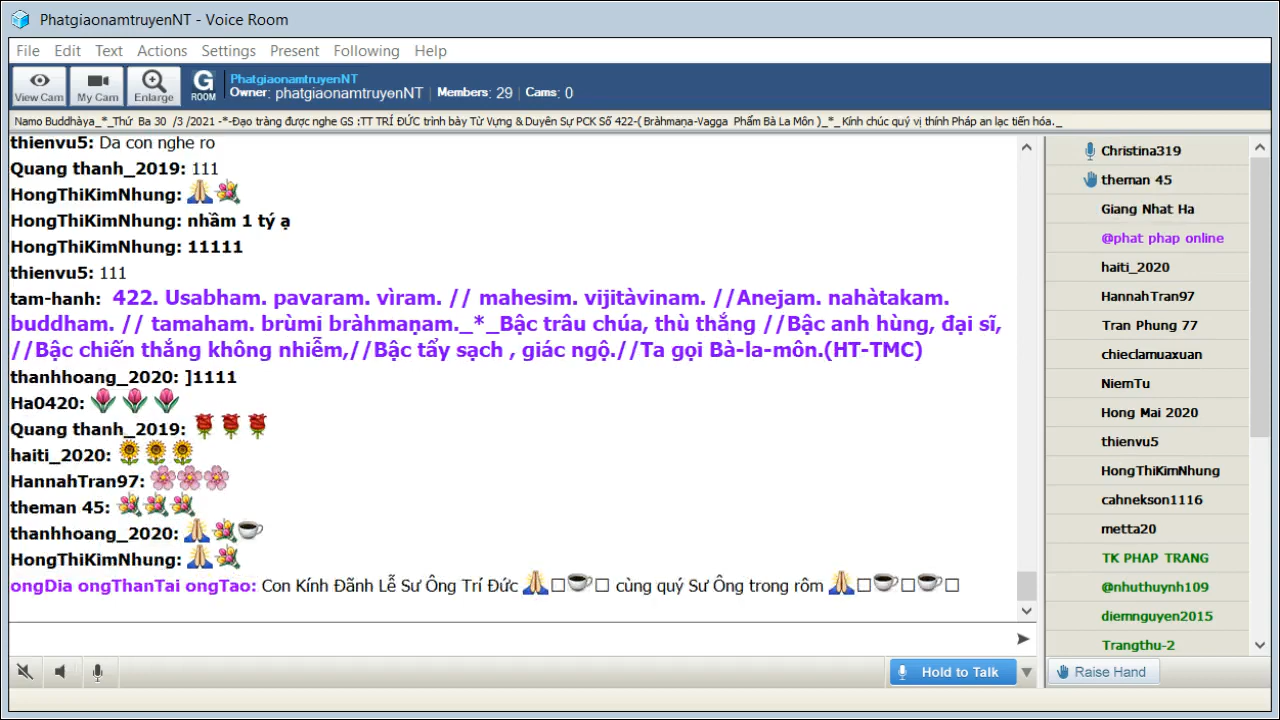 PhatgiaonamtruyenNT - Voice Room
File Edit Text Actions Settings Present Following Help
View Cam My Cam Enlarge G ROOM
PhatgiaonamtruyenNT
Owner: phatgiaonamtruyenNT | Members: 29 | Cams: 0
Namo Buddhàya_*_Thứ Ba 30 /3 /2021 -*-Đạo tràng được nghe GS :TT TRÍ ĐỨC trình bày Từ Vựng & Duyên Sự PCK Số 422-( Bràhmaṇa-Vagga Phẩm Bà La Môn )_*_ Kính chúc quý vị thính Pháp an lạc tiến hóa._
thienvu5: Da con nghe ro
Quang thanh_2019: 111
HongThiKimNhung:
HongThiKimNhung: nhầm 1 tý ạ
HongThiKimNhung: 11111
thienvu5: 111
tam-hanh: 422. Usabham. pavaram. vìram. // mahesim. vijitàvinam. //Anejam. nahàtakam.
buddham. // tamaham. brùmi bràhmaṇam._*_Bậc trâu chúa, thù thắng //Bậc anh hùng, đại sĩ,
//Bậc chiến thắng không nhiễm,//Bậc tẩy sạch , giác ngộ.//Ta gọi Bà-la-môn.(HT-TMC)
thanhhoang_2020: ]1111
Ha0420:
Quang thanh_2019:
haiti_2020:
HannahTran97:
theman 45:
thanhhoang_2020:
HongThiKimNhung:
ongDia ongThanTai ongTao: Con Kính Đãnh Lễ Sư Ông Trí Đức cùng quý Sư Ông trong rôm
Hold to Talk
Christina319
theman 45
Giang Nhat Ha
@phat phap online
haiti_2020
HannahTran97
Tran Phung 77
chieclamuaxuan
NiemTu
Hong Mai 2020
thienvu5
HongThiKimNhung
cahnekson1116
metta20
TK PHAP TRANG
@nhuthuynh109
diemnguyen2015
Trangthu-2
Raise Hand